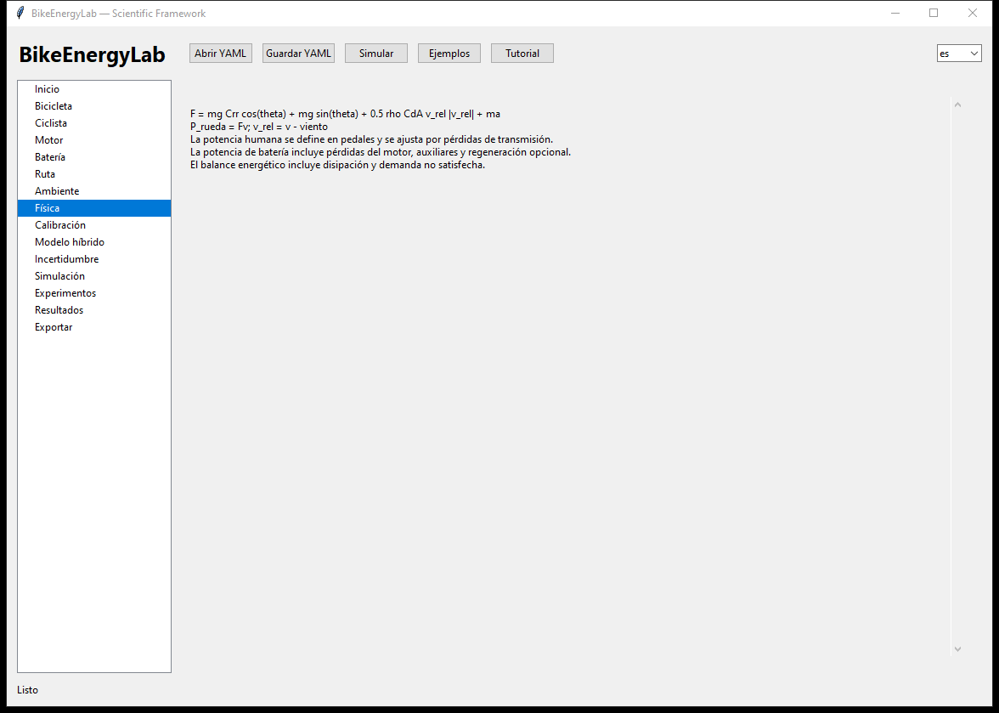 BikeEnergyLab — Scientific Framework
BikeEnergyLab
Abrir YAML
Guardar YAML
Simular
Ejemplos
Tutorial
es
Inicio
Bicicleta
Ciclista
Motor
Batería
Ruta
Ambiente
Física
Calibración
Modelo híbrido
Incertidumbre
Simulación
Experimentos
Resultados
Exportar
F = mg Crr cos(theta) + mg sin(theta) + 0.5 rho CdA v_rel |v_rel| + ma
P_rueda = Fv; v_rel = v - viento
La potencia humana se define en pedales y se ajusta por pérdidas de transmisión.
La potencia de batería incluye pérdidas del motor, auxiliares y regeneración opcional.
El balance energético incluye disipación y demanda no satisfecha.
Listo